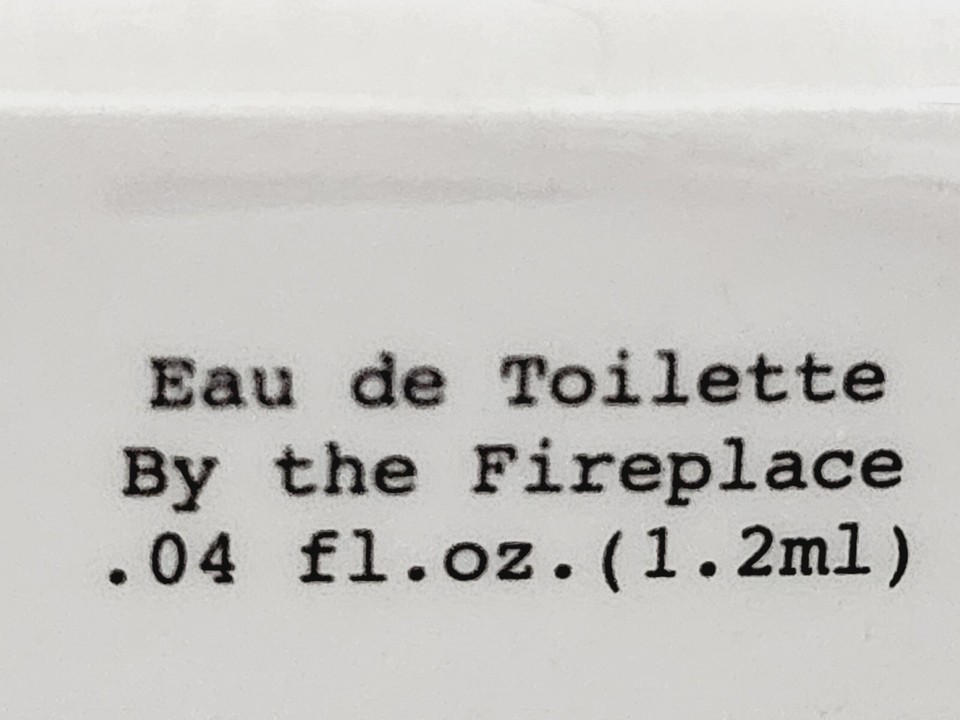 Eau de Toilette
By the Fireplace
.04 fl.oz.(1.2ml)